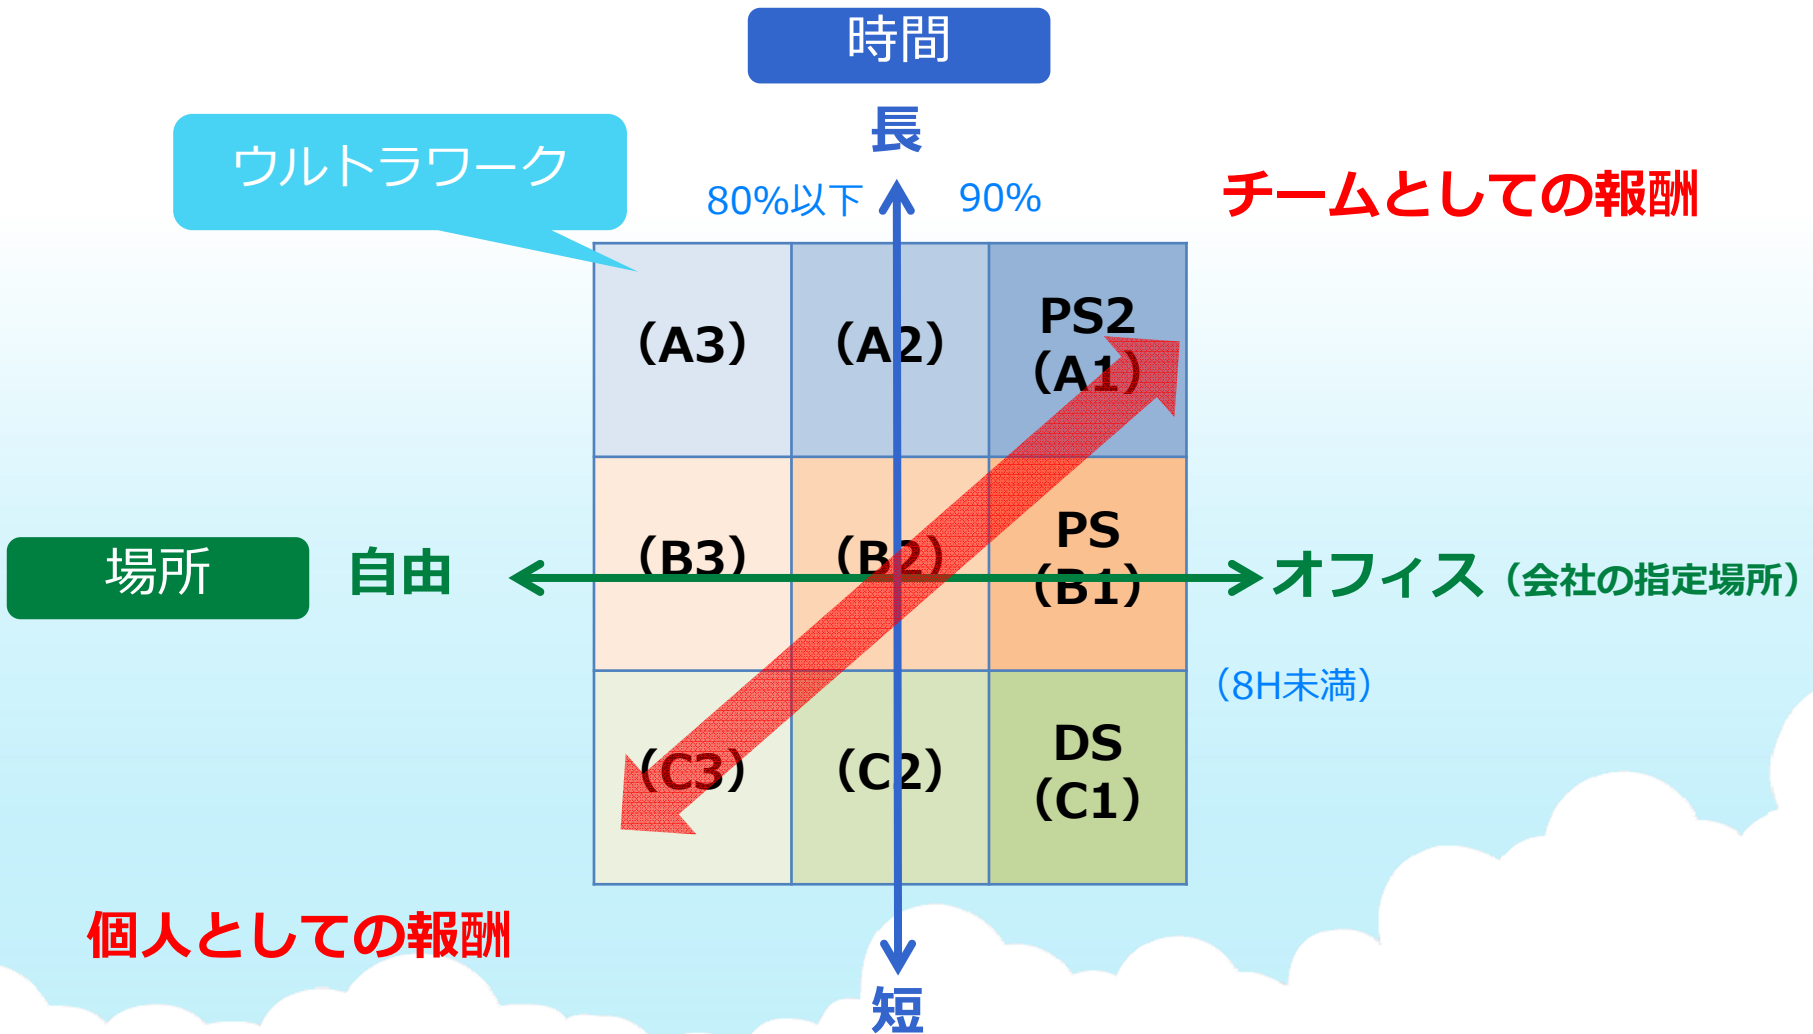 時間
長
ウルトラワーク
80%以下
90%
チームとしての報酬
(A3)
(A2)
PS2
(A1)
(B3)
(B2)
PS
(B1)
場所
自由
オフィス（会社の指定場所）
（8H未満）
(C3)
(C2)
DS
(C1)
個人としての報酬
短